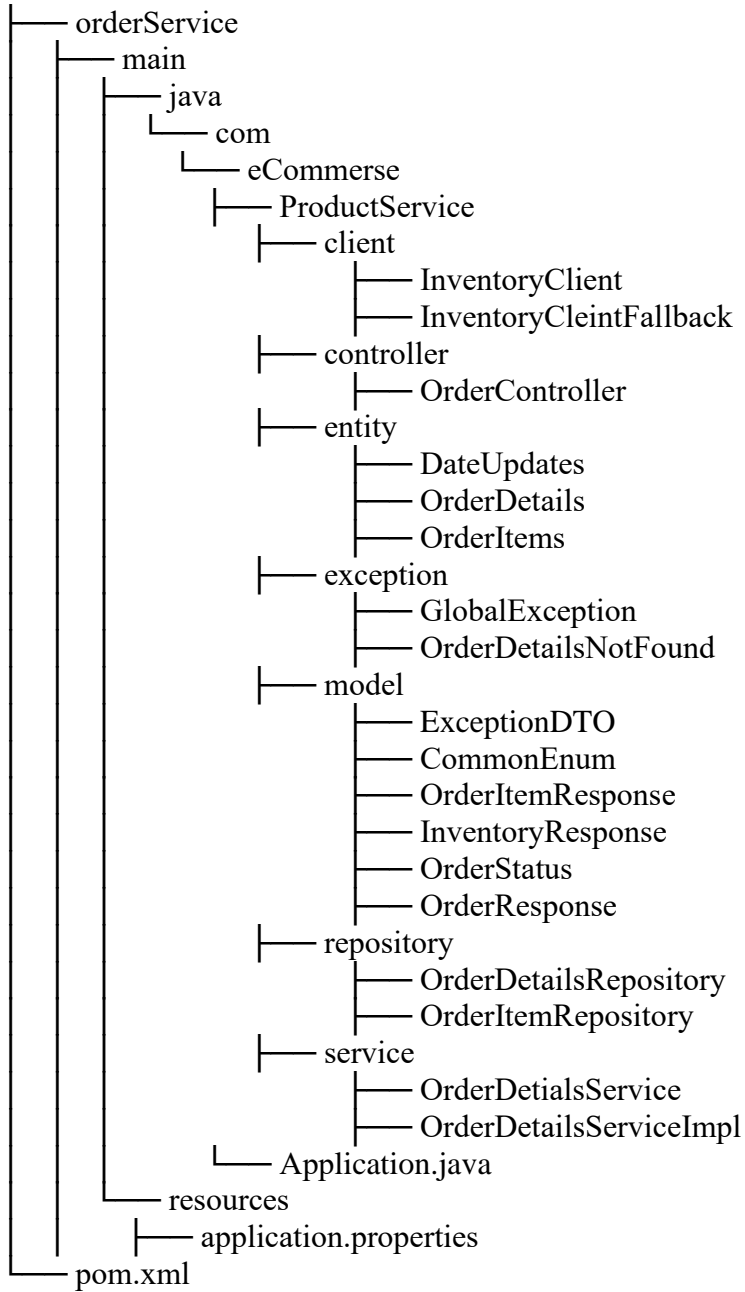 orderService
main
java
com
eCommerse
ProductService
client
InventoryClient
InventoryCleintFallback
controller
OrderController
entity
DateUpdates
OrderDetails
OrderItems
exception
GlobalException
OrderDetailsNotFound
model
ExceptionDTO
CommonEnum
OrderItemResponse
InventoryResponse
OrderStatus
OrderResponse
repository
OrderDetailsRepository
OrderItemRepository
service
OrderDetialsService
OrderDetailsServiceImpl
Application.java
resources
application.properties
pom.xml